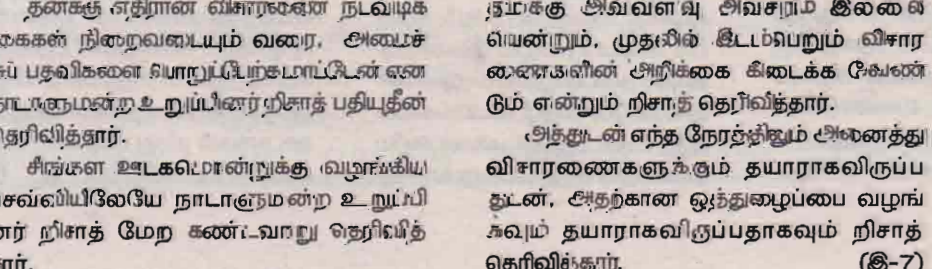 தனக்கு எதிரான விசாரணை நடவடிக்
கைகள் நிறைவடையும் வரை, அமைச்
சுப் பதவிகளை பொறுப்பேற்கமாட்டேன் என
நாடாளுமன்ற உறுப்பினர் றிசாத் பதியுதீன்
தெரிவித்தார்.
சிங்கள ஊடகமொன்றுக்கு வழங்கிய
செவ்வியிலேயே நாடாளுமன்ற உறுப்பி
னர் றிசாத் மேற் கண்டவாறு தெரிவித்
தார்.
தமக்கு அவ்வளவு அவசரம் இல்லை
யென்றும், முதலில் இடம்பெறும் விசார
ணைகளின் அறிக்கை கிடைக்க வேண்
டும் என்றும் றிசாத் தெரிவித்தார்.
அத்துடன் எந்த நேரத்திலும் அனைத்து
விசாரணைகளுக்கும் தயாராகவிருப்ப
துடன், அதற்கான ஒத்துழைப்பை வழங்
கவும் தயாராகவிருப்பதாகவும் றிசாத்
தெரிவித்தார். (இ-7)